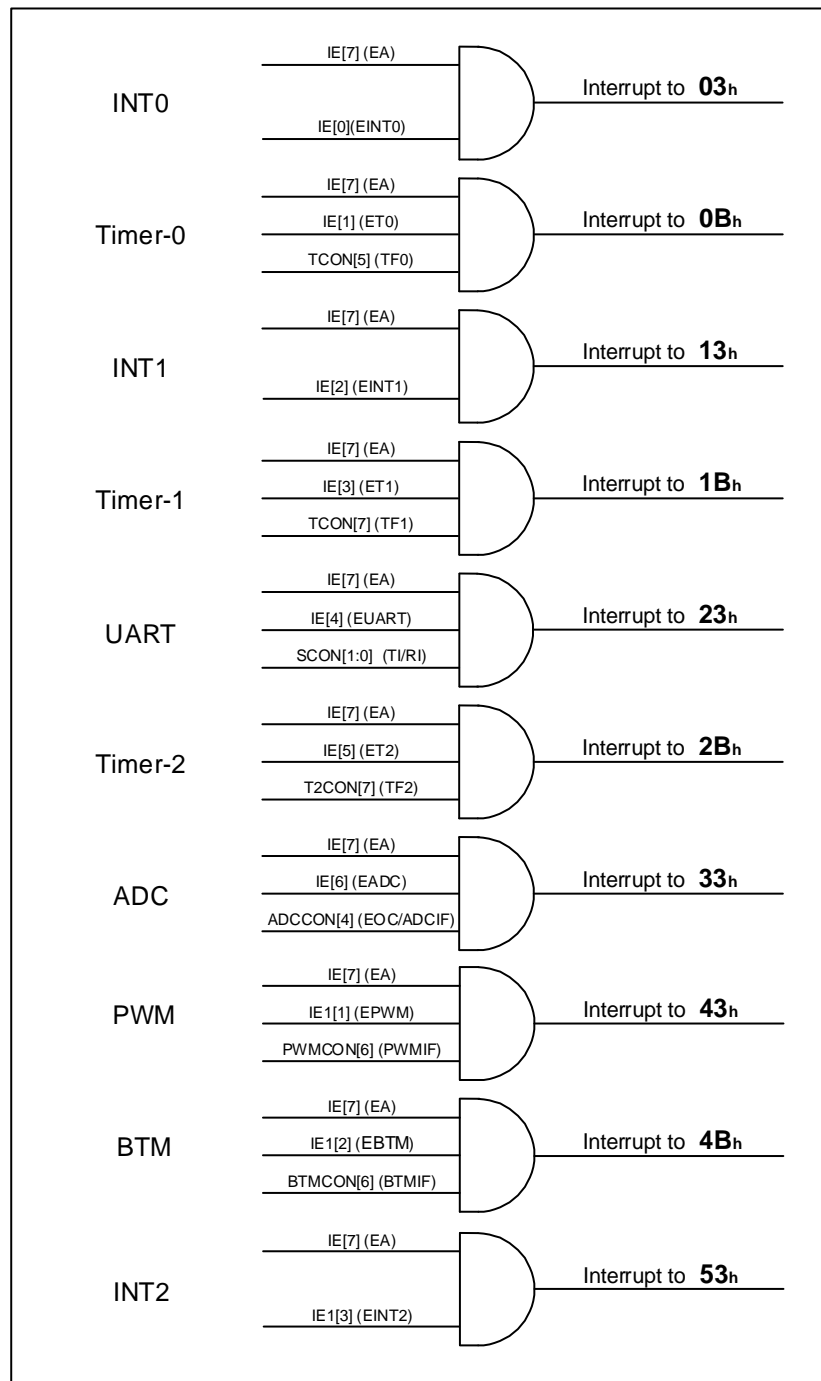 IE[7] (EA)
INT0
Interrupt to 03h
IE[0](EINT0)
IE[7] (EA)
Timer-0
IE[1] (ET0)
Interrupt to 0Bh
TCON[5] (TF0)
IE[7] (EA)
INT1
Interrupt to 13h
IE[2] (EINT1)
IE[7] (EA)
Timer-1
IE[3] (ET1)
Interrupt to 1Bh
TCON[7] (TF1)
IE[7] (EA)
UART
IE[4] (EUART)
Interrupt to 23h
SCON[1:0] (TI/RI)
IE[7] (EA)
Timer-2
IE[5] (ET2)
Interrupt to 2Bh
T2CON[7] (TF2)
IE[7] (EA)
ADC
IE[6] (EADC)
Interrupt to 33h
ADCCON[4] (EOC/ADCIF)
IE[7] (EA)
PWM
IE1[1] (EPWM)
Interrupt to 43h
PWMCON[6] (PWMIF)
IE[7] (EA)
BTM
IE1[2] (EBTM)
Interrupt to 4Bh
BTMCON[6] (BTMIF)
IE[7] (EA)
INT2
Interrupt to 53h
IE1[3] (EINT2)